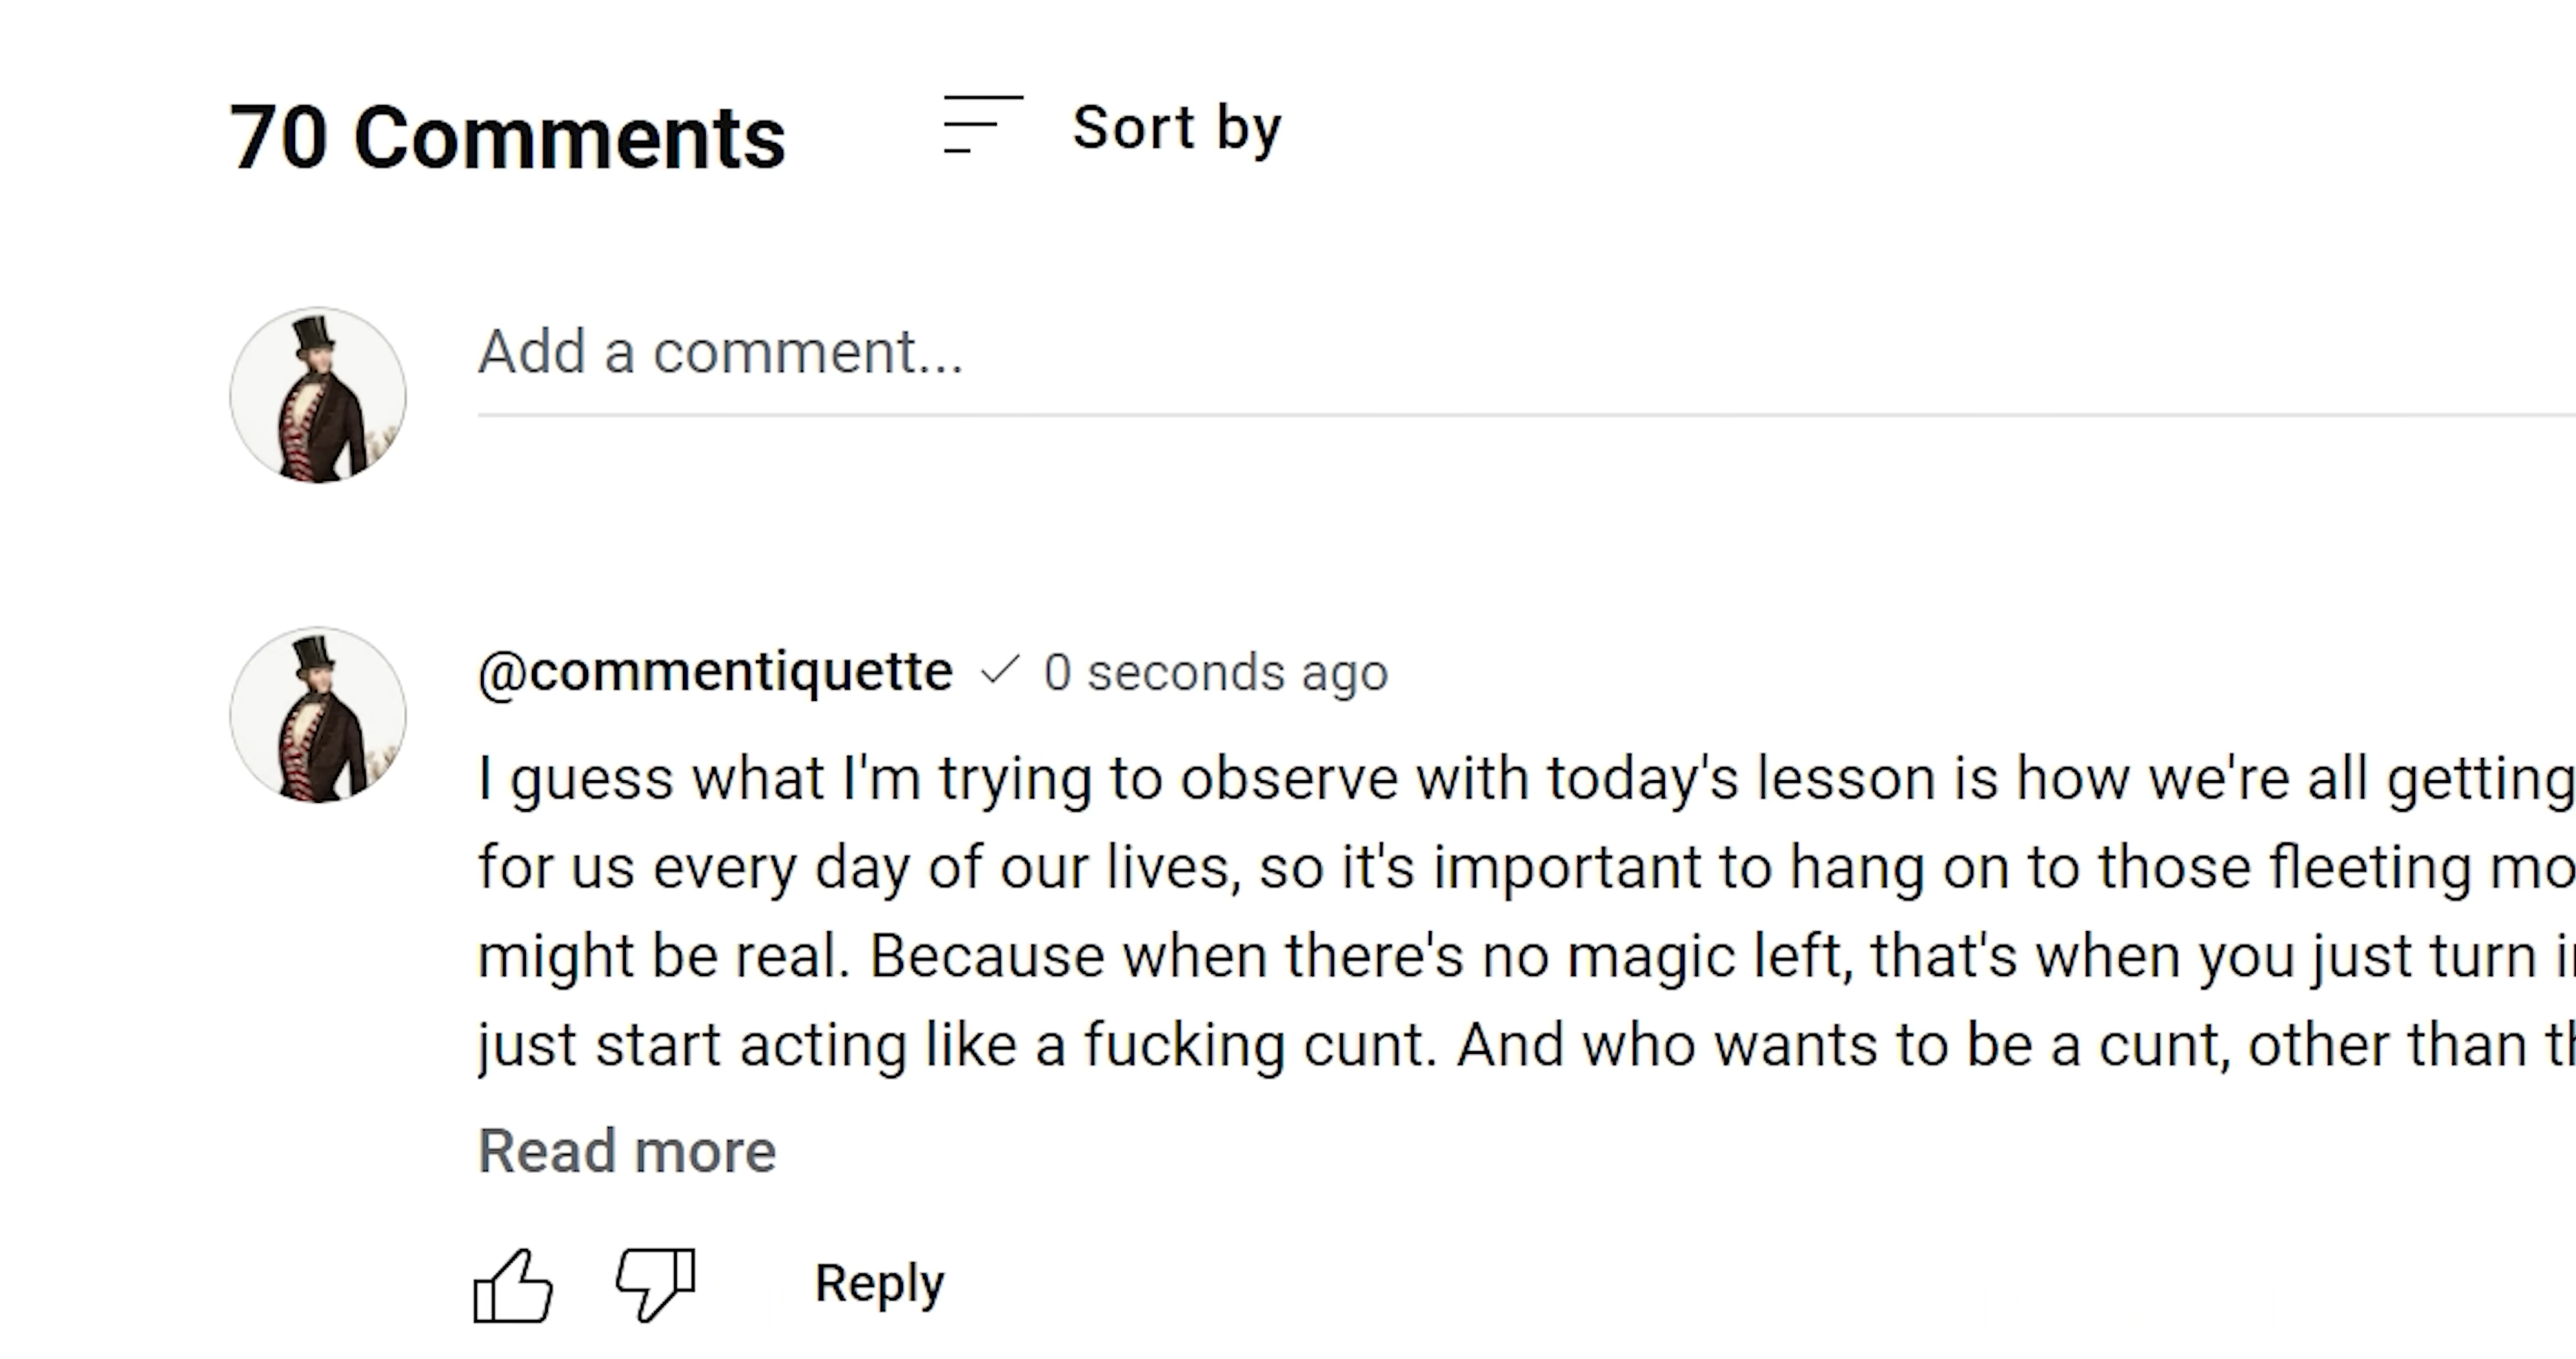 70 Comments
Sort by
Add a comment...
@commentiquette ✓ 0 seconds ago
I guess what I'm trying to observe with today's lesson is how we're all getting
for us every day of our lives, so it's important to hang on to those fleeting
might be real. Because when there's no magic left, that's when you just turn
just start acting like a fucking cunt. And who wants to be a cunt, other than
Read more
Reply